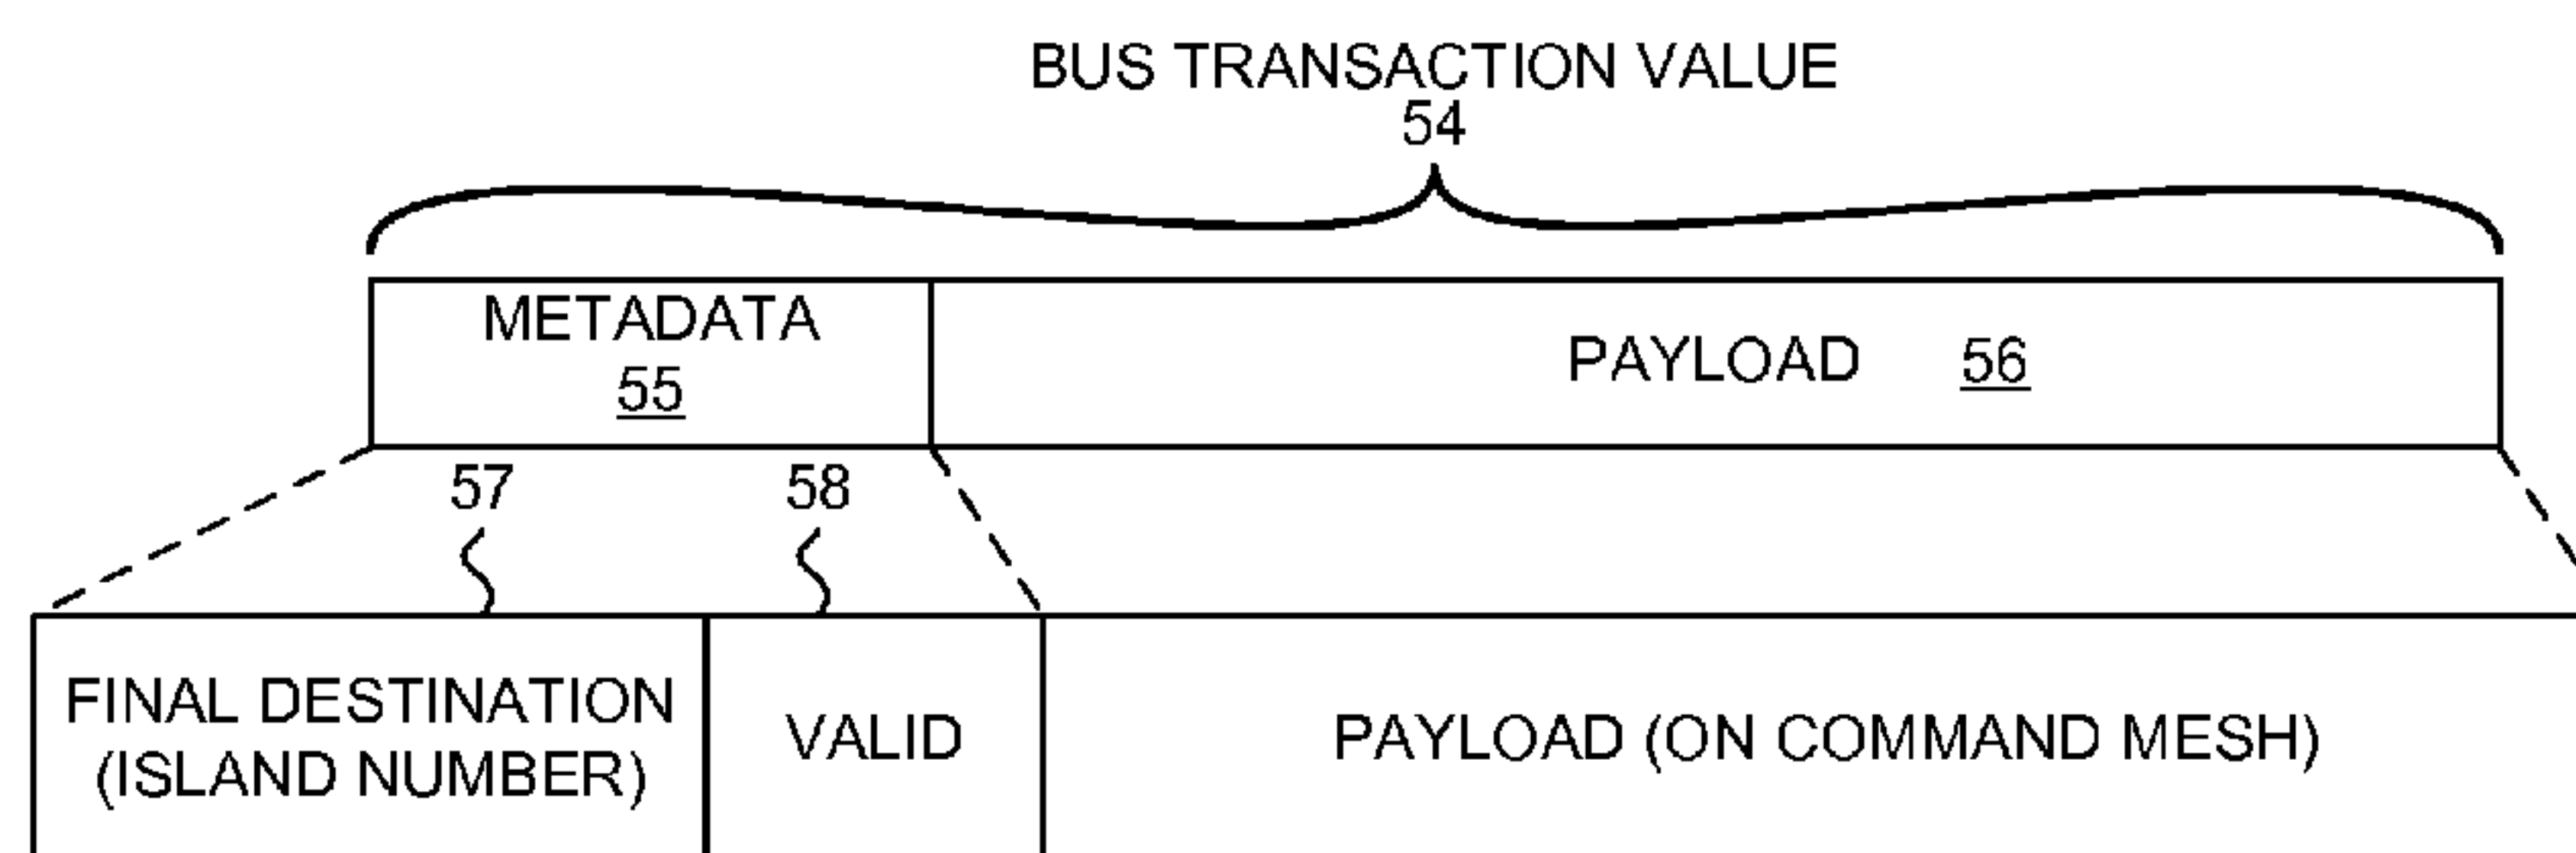 BUS TRANSACTION VALUE
54
METADATA
55
PAYLOAD 56
57
58
FINAL DESTINATION
(ISLAND NUMBER)
VALID
PAYLOAD (ON COMMAND MESH)